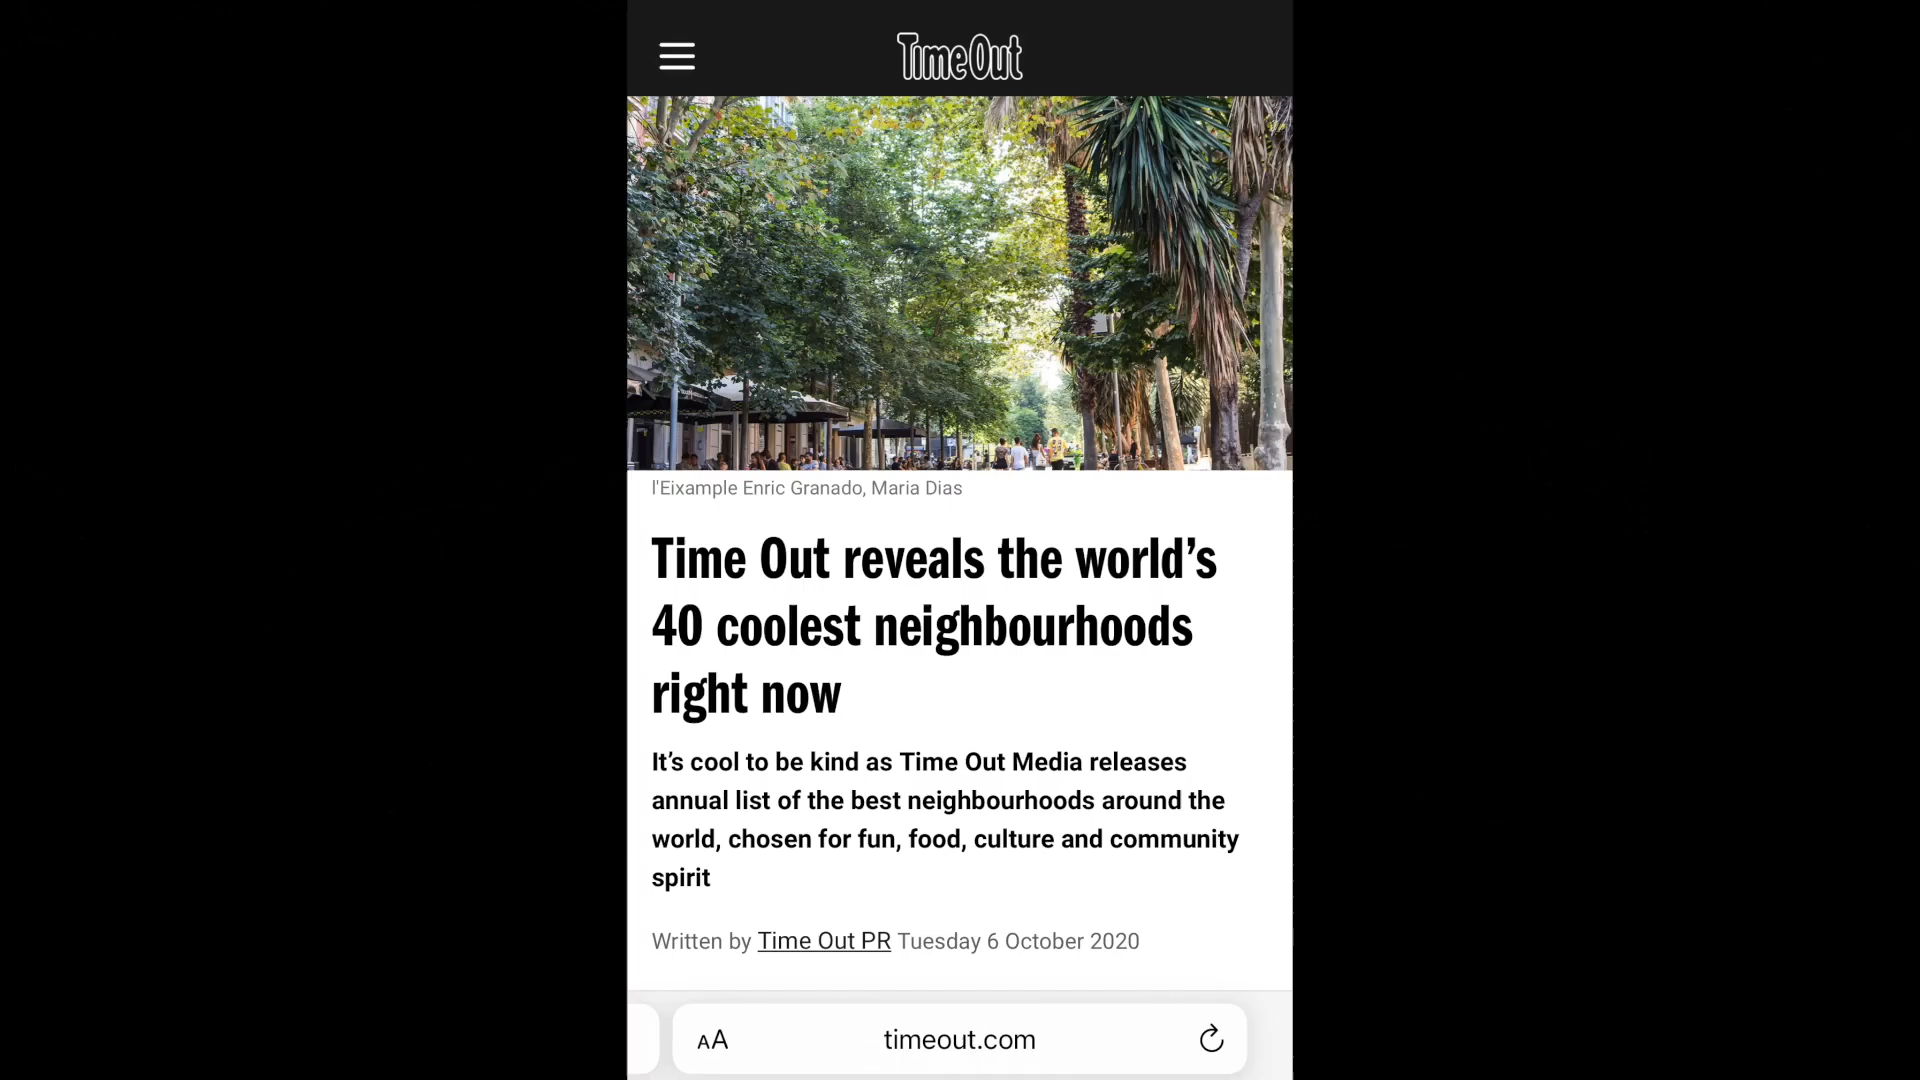 Time Out
l'Eixample Enric Granado, Maria Dias
Time Out reveals the world’s
40 coolest neighbourhoods
right now
It’s cool to be kind as Time Out Media releases
annual list of the best neighbourhoods around the
world, chosen for fun, food, culture and community
spirit
Written by Time Out PR Tuesday 6 October 2020
AA timeout.com